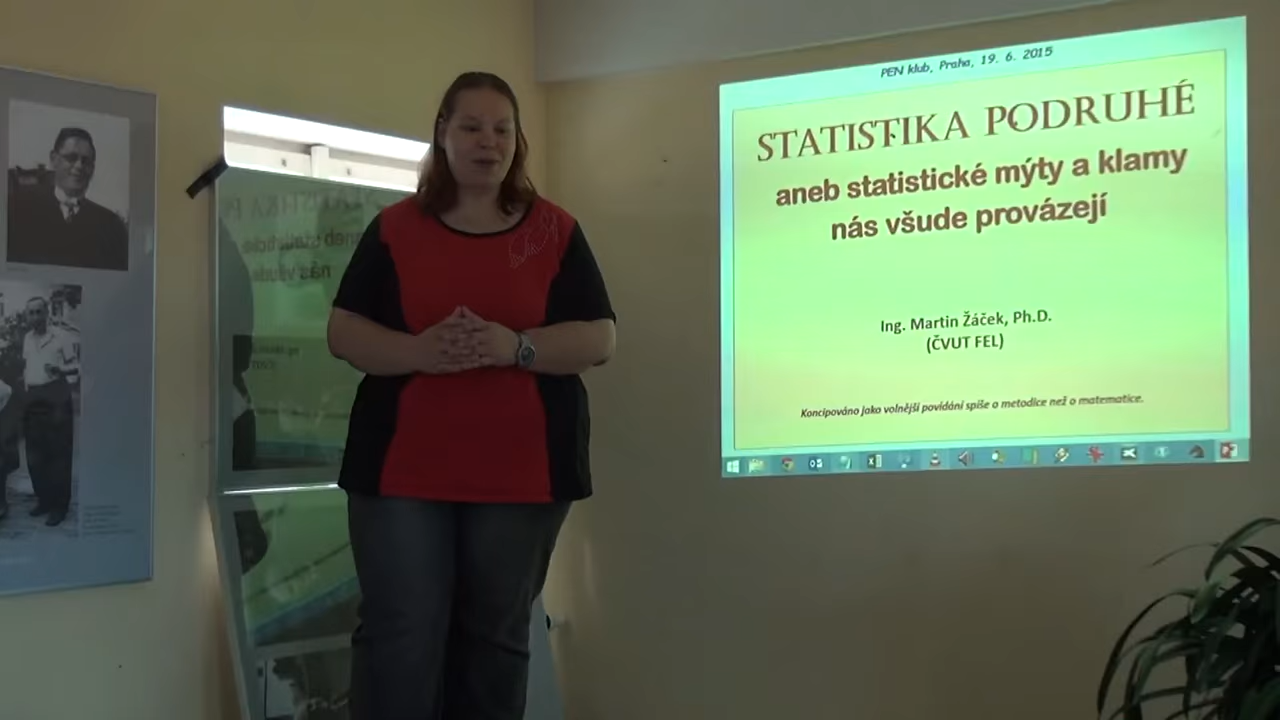 PEN klub, Praha, 19. 6. 2015
STATISTIKA PODRUHÉ
aneb statistické mýty a klamy
nás všude provázejí
Ing. Martin Žáček, Ph.D.
(ČVUT FEL)
Koncipováno jako volnější povídání spíše o metodice než o matematice.